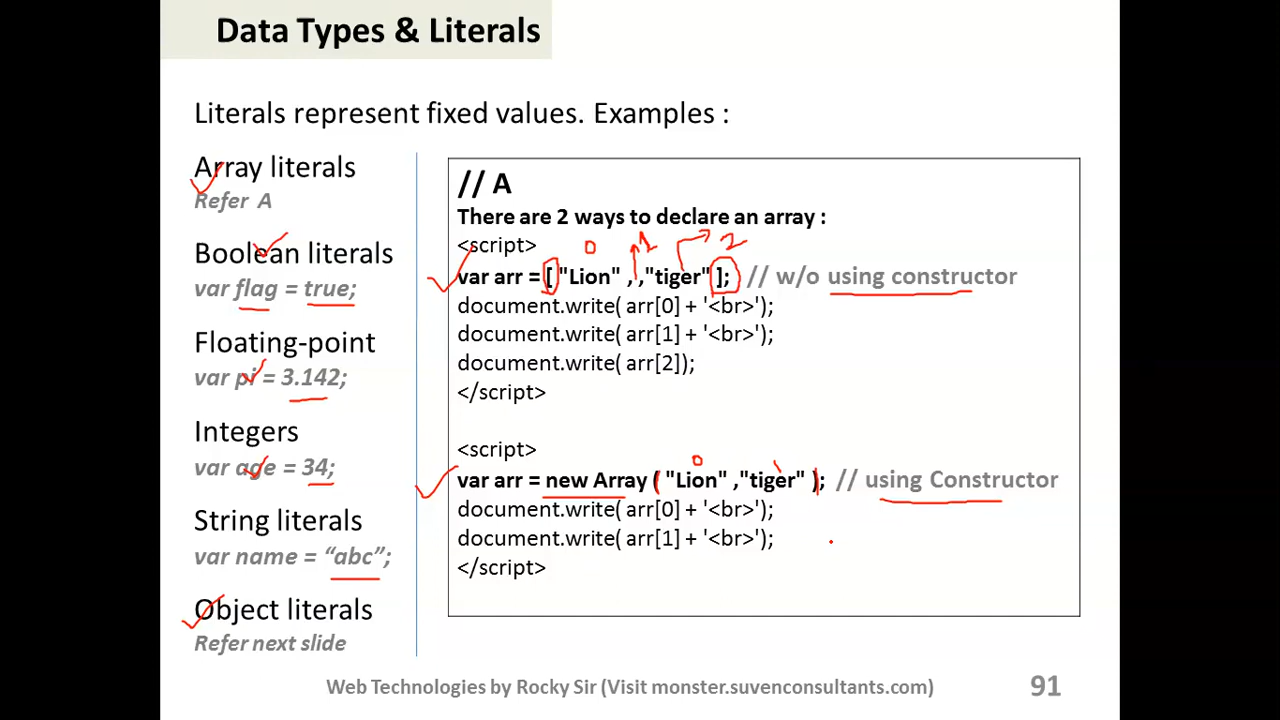 Data Types & Literals
Literals represent fixed values. Examples :
Array literals
Refer A
Boolean literals
var flag = true;
Floating-point
var pi = 3.142;
Integers
var age = 34;
String literals
var name = “abc”;
Object literals
Refer next slide
// A
There are 2 ways to declare an array :
<script>
0 1 2
var arr = [ "Lion" , ,"tiger" ]; // w/o using constructor
document.write( arr[0] + '<br>');
document.write( arr[1] + '<br>');
document.write( arr[2]);
</script>
<script>
0 1
var arr = new Array ( "Lion" ,"tiger" ); // using Constructor
document.write( arr[0] + '<br>');
document.write( arr[1] + '<br>');
</script>
Web Technologies by Rocky Sir (Visit monster.suvenconsultants.com)
91